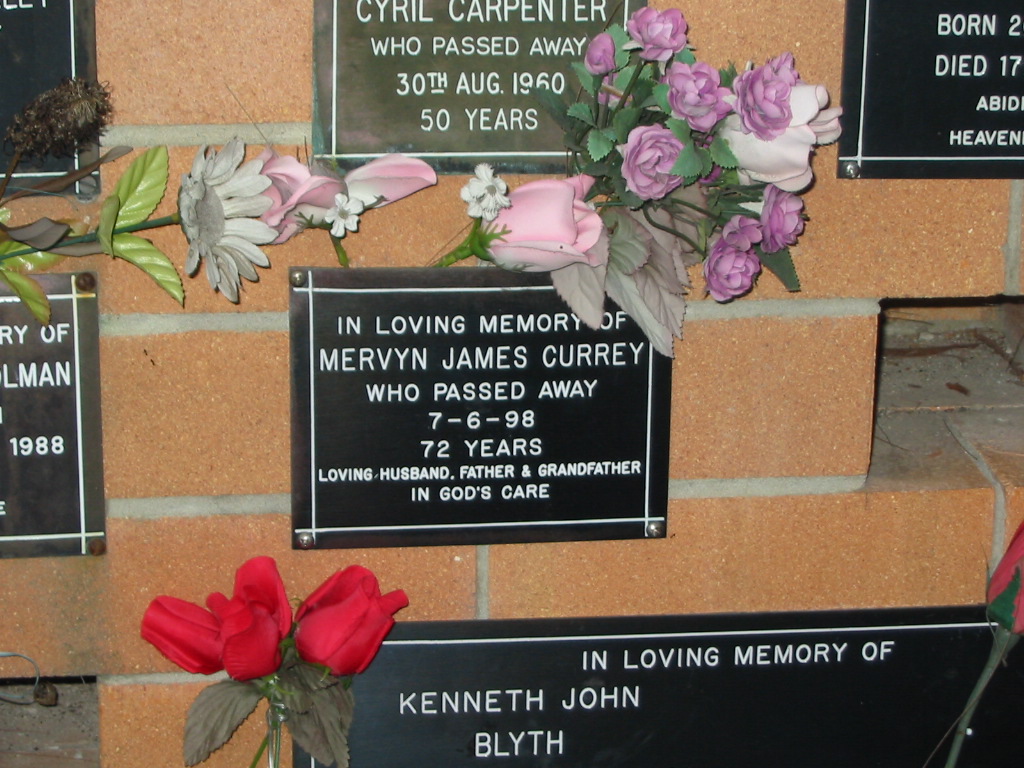 CYRIL CARPENTER
WHO PASSED AWAY
30TH AUG. 1960
50 YEARS
BORN 2
DIED 17
ABIDE
HEAVEN
RY OF
OLMAN
1988
IN LOVING MEMORY OF
MERVYN JAMES CURREY
WHO PASSED AWAY
7-6-98
72 YEARS
LOVING HUSBAND, FATHER & GRANDFATHER
IN GOD'S CARE
IN LOVING MEMORY OF
KENNETH JOHN
BLYTH